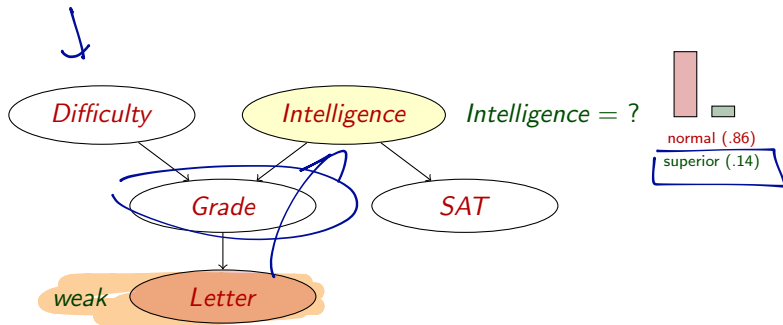 Difficulty
Intelligence
Intelligence = ?
normal (.86)
superior (.14)
Grade
SAT
weak
Letter